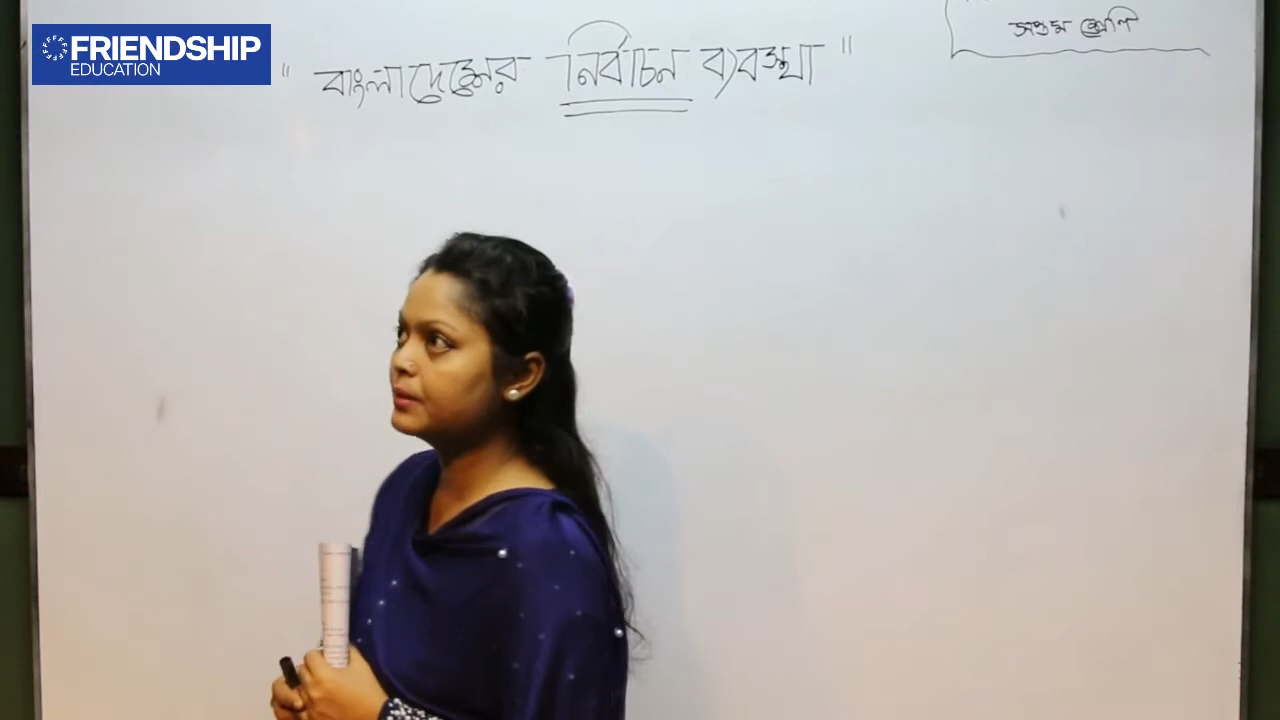 FRIENDSHIP
EDUCATION
" বাংলাদেশের নির্বাচন ব্যবস্থা "
সপ্তম শ্রেণি